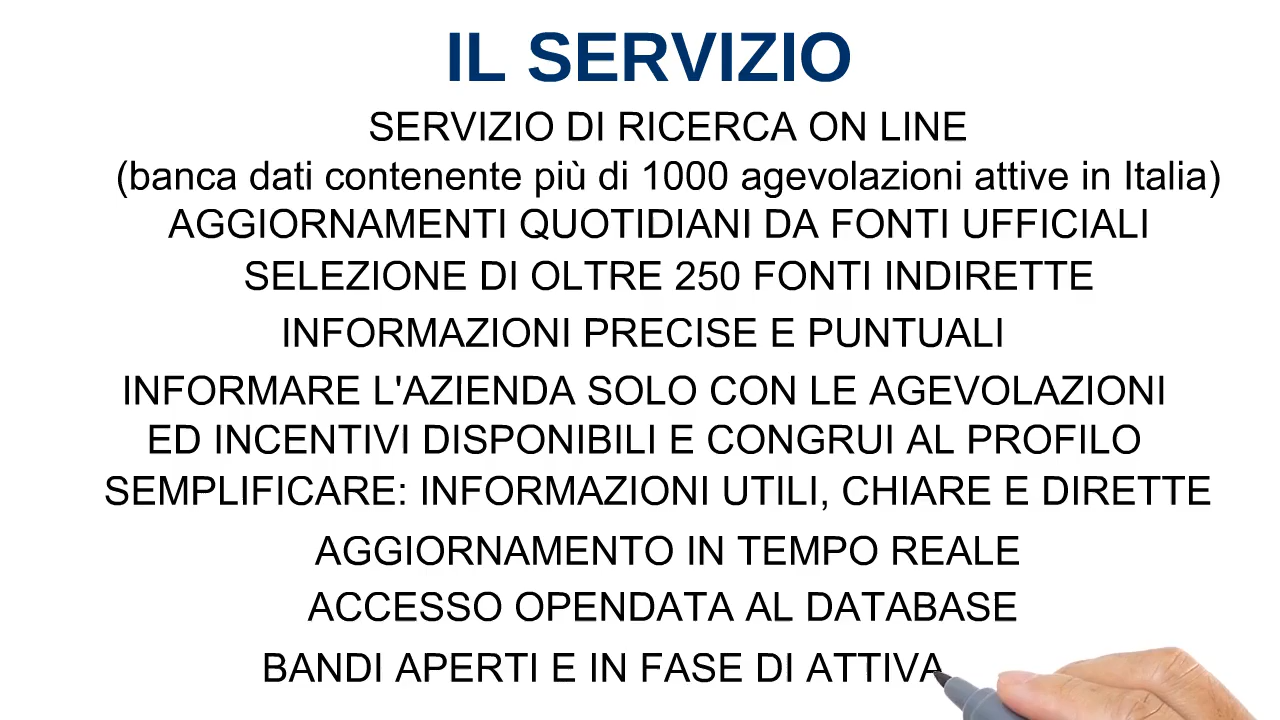 IL SERVIZIO
SERVIZIO DI RICERCA ON LINE
(banca dati contenente più di 1000 agevolazioni attive in Italia)
AGGIORNAMENTI QUOTIDIANI DA FONTI UFFICIALI
SELEZIONE DI OLTRE 250 FONTI INDIRETTE
INFORMAZIONI PRECISE E PUNTUALI
INFORMARE L'AZIENDA SOLO CON LE AGEVOLAZIONI
ED INCENTIVI DISPONIBILI E CONGRUI AL PROFILO
SEMPLIFICARE: INFORMAZIONI UTILI, CHIARE E DIRETTE
AGGIORNAMENTO IN TEMPO REALE
ACCESSO OPENDATA AL DATABASE
BANDI APERTI E IN FASE DI ATTIVA